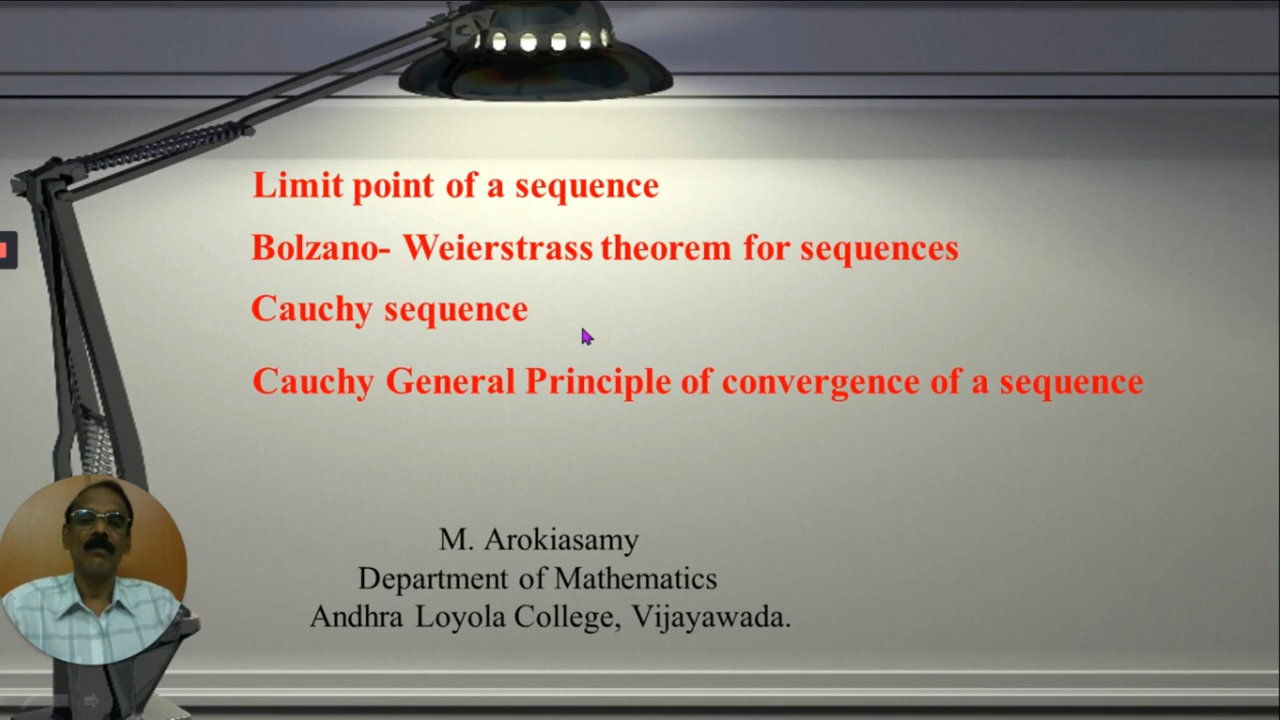 Limit point of a sequence
Bolzano- Weierstrass theorem for sequences
Cauchy sequence
Cauchy General Principle of convergence of a sequence
M. Arokiasamy
Department of Mathematics
Andhra Loyola College, Vijayawada.